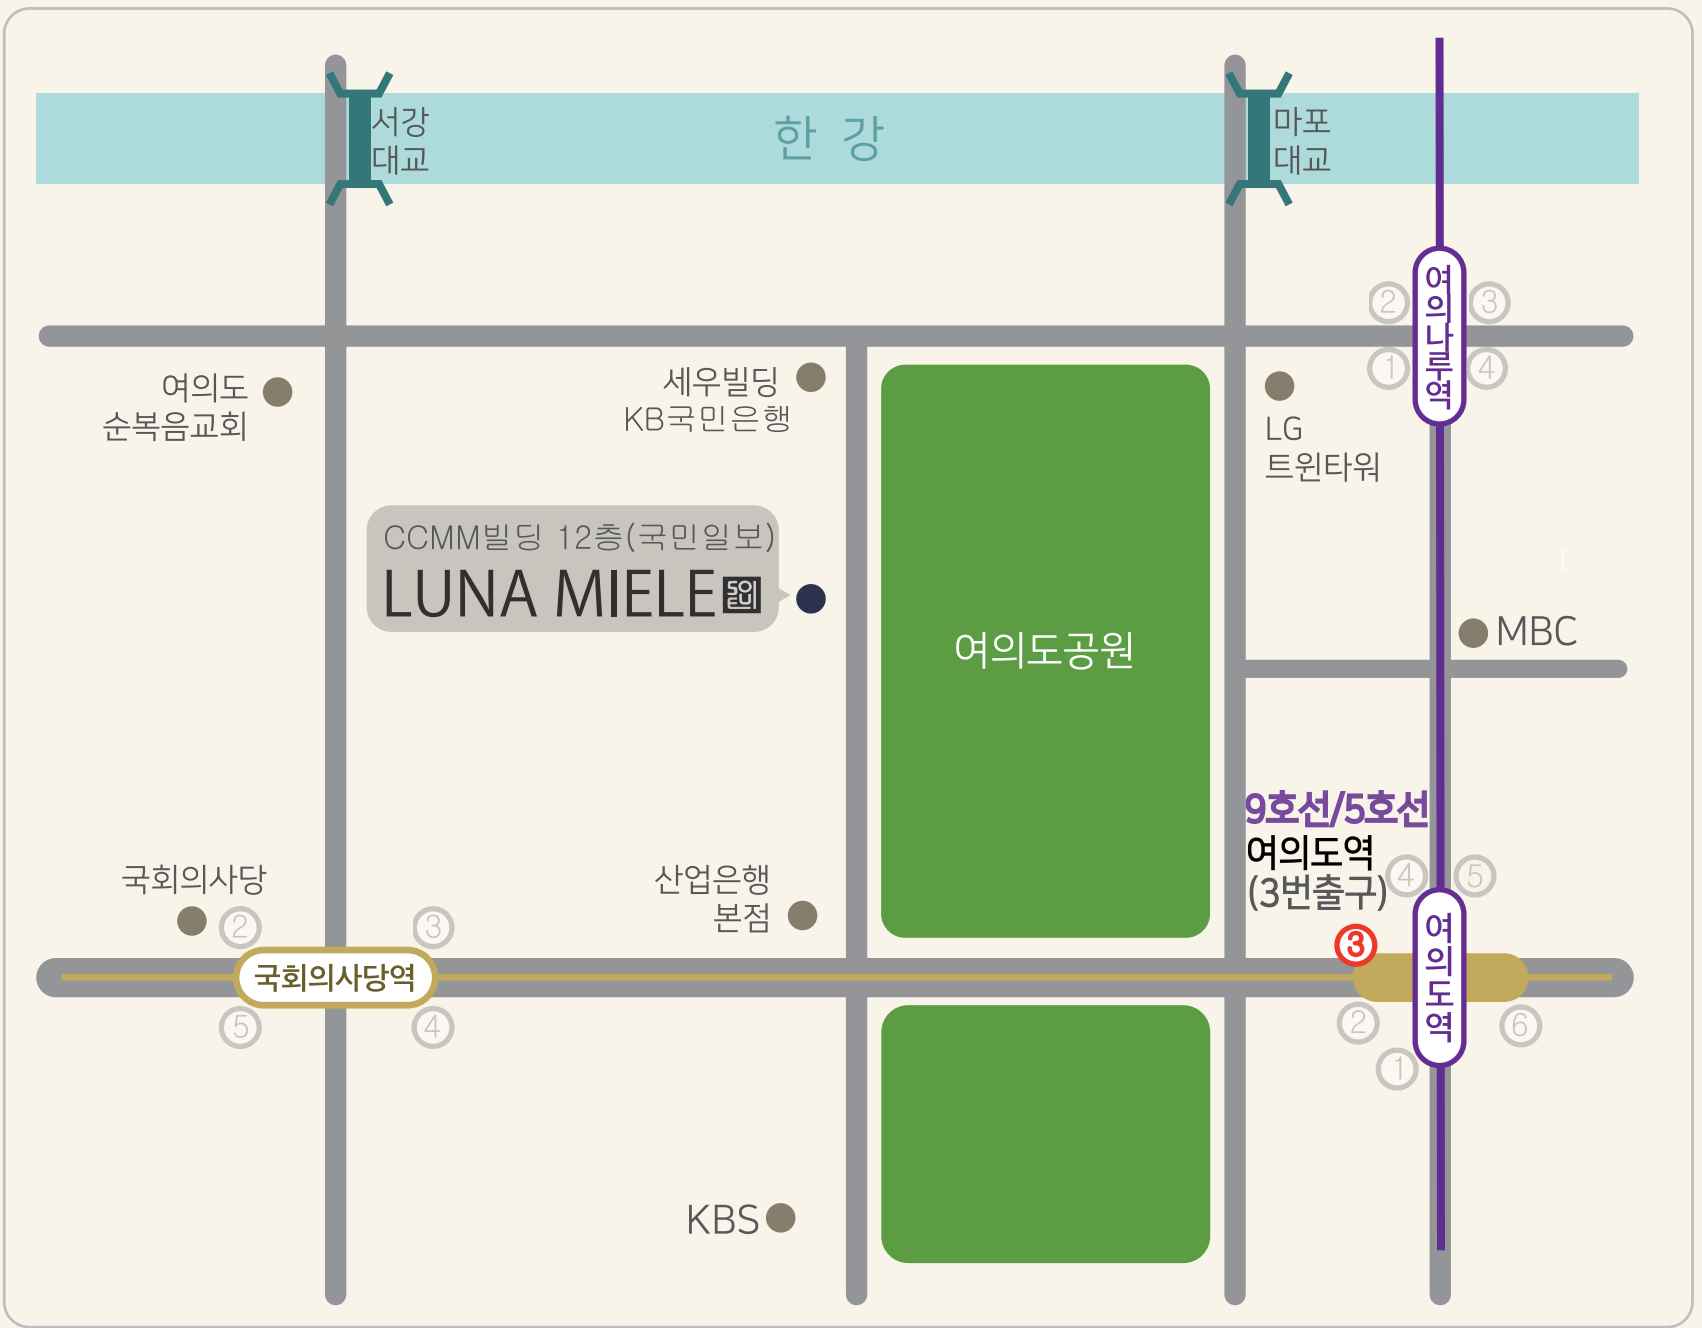 서강
대교
한 강
마포
대교
②
③
여의나루역
①
④
여의도
순복음교회
세우빌딩
KB국민은행
LG
트윈타워
CCMM빌딩 12층(국민일보)
LUNA MIELE
여의도공원
MBC
9호선/5호선
여의도역
(3번출구)
④
⑤
국회의사당
산업은행
본점
②
③
③
국회의사당역
여의도역
⑤
④
②
⑥
①
KBS